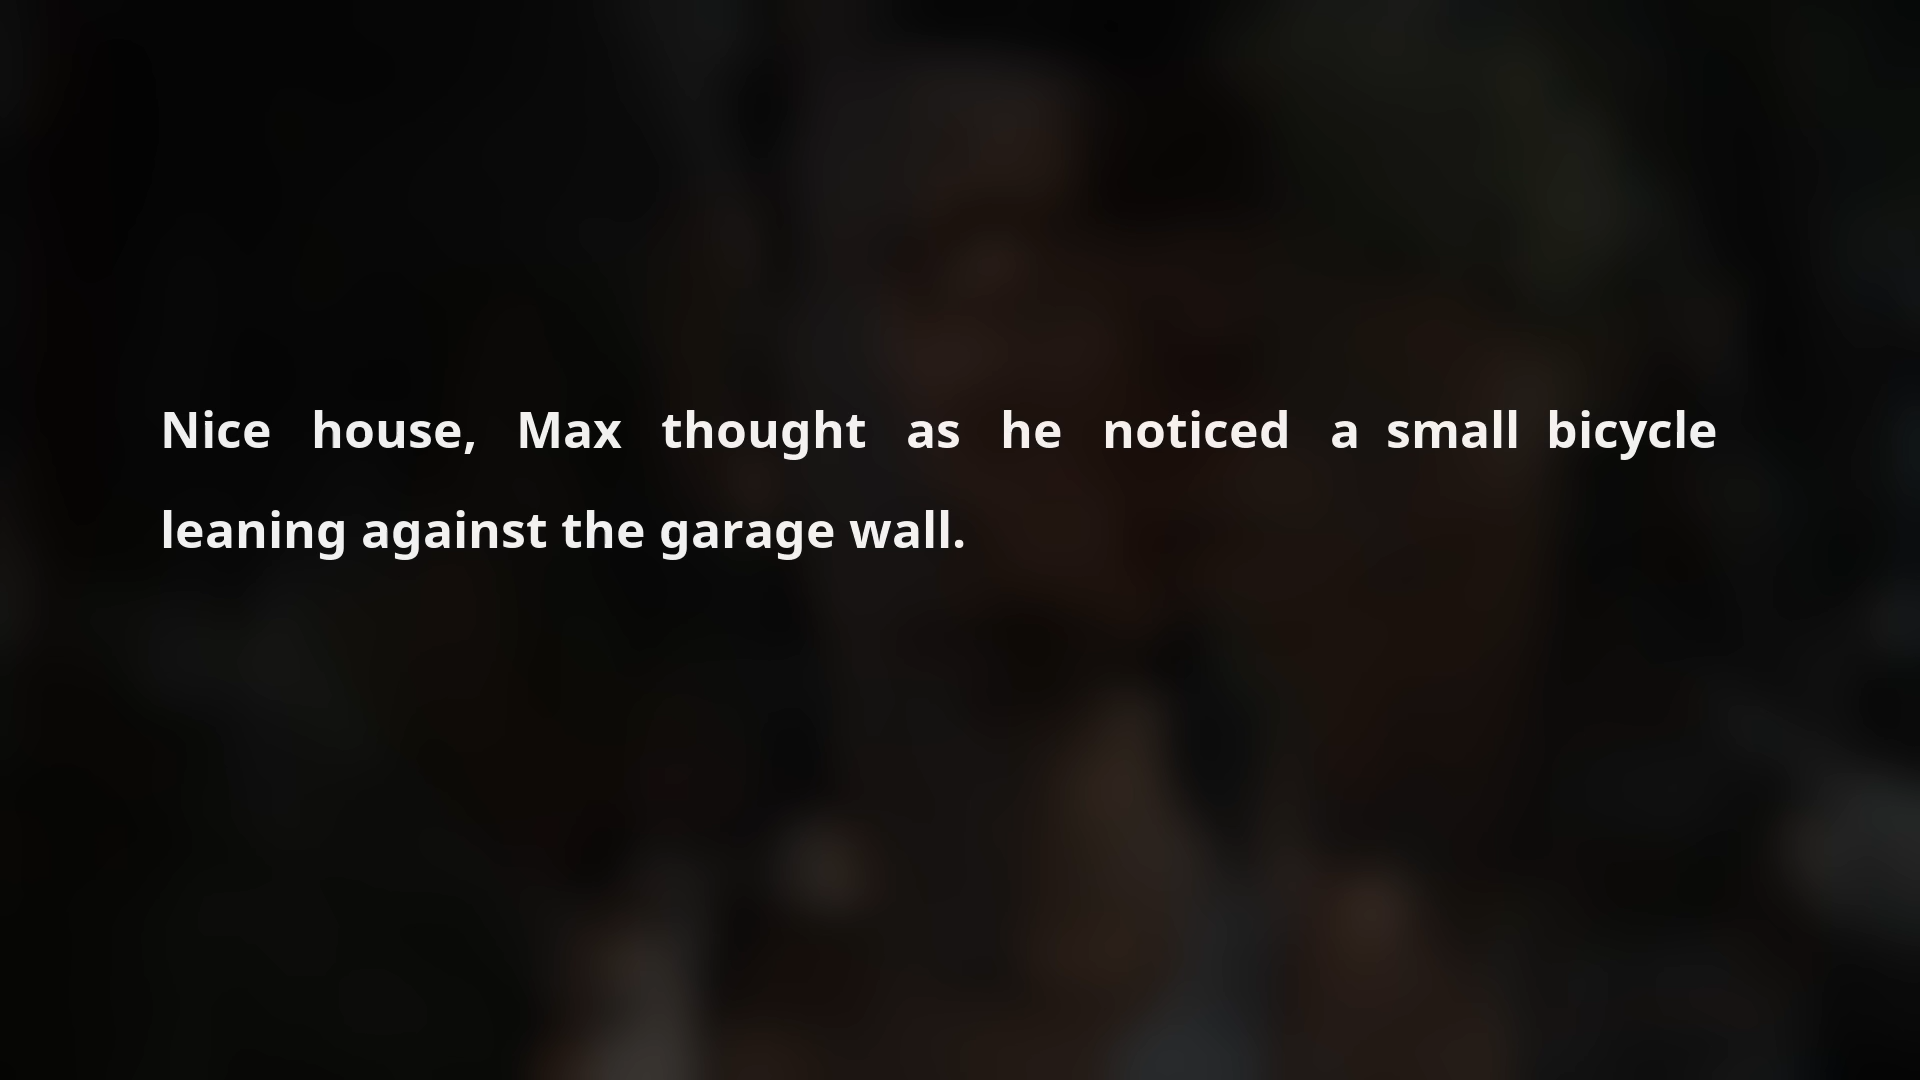 Nice house, Max thought as he noticed a small bicycle
leaning against the garage wall.